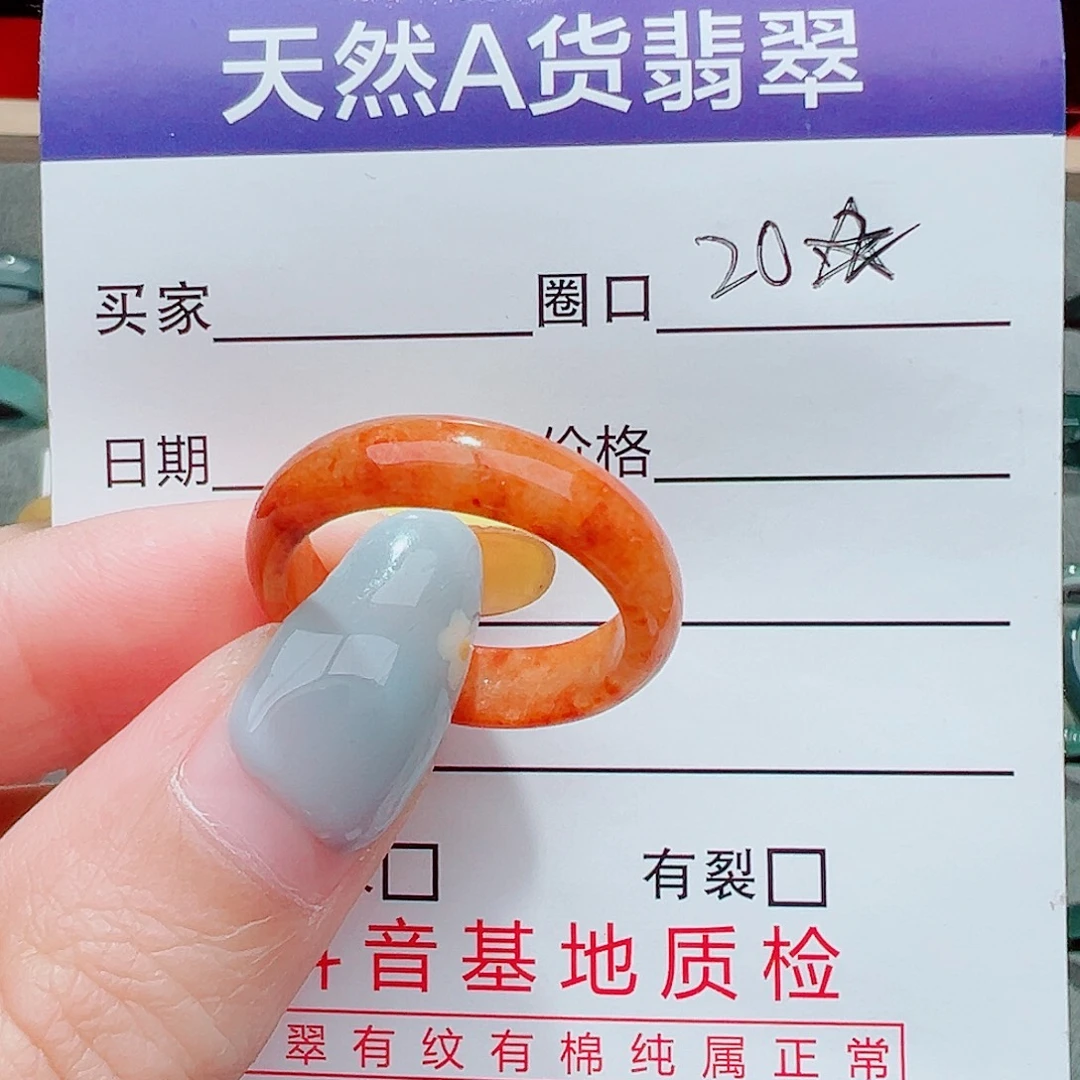 天然A货翡翠
买家 圈口 20
日期 价格
有裂
音基地质检
翠有纹有棉纯属正常